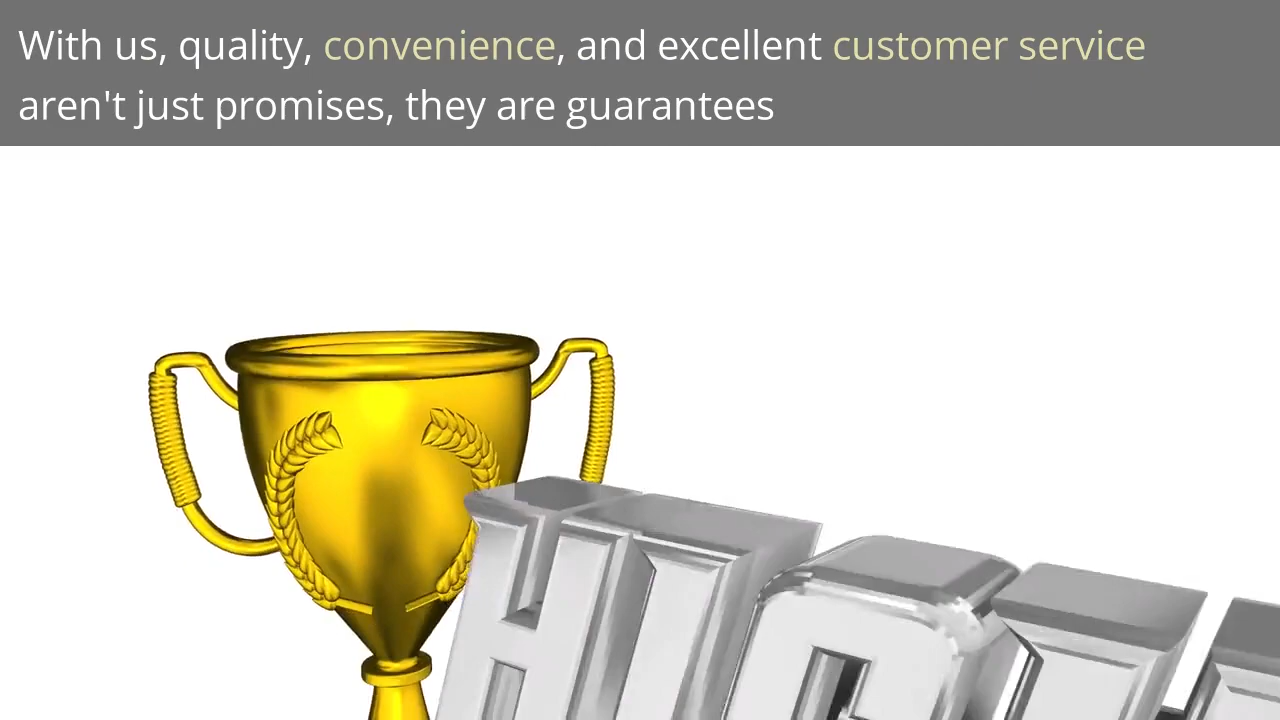 With us, quality, convenience, and excellent customer service
aren't just promises, they are guarantees